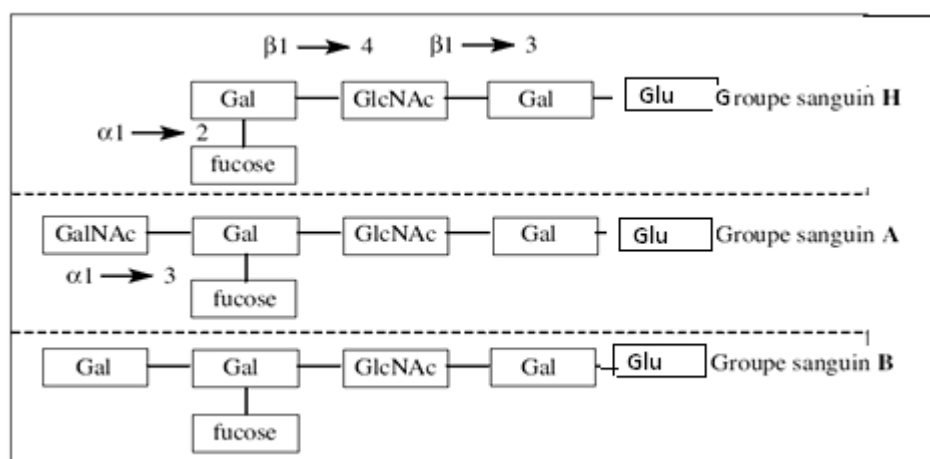 β1 → 4 β1 → 3
Gal GlcNAc Gal Glu Groupe sanguin H
α1 → 2
fucose
GalNAc Gal GlcNAc Gal Glu Groupe sanguin A
α1 → 3
fucose
Gal Gal GlcNAc Gal Glu Groupe sanguin B
fucose